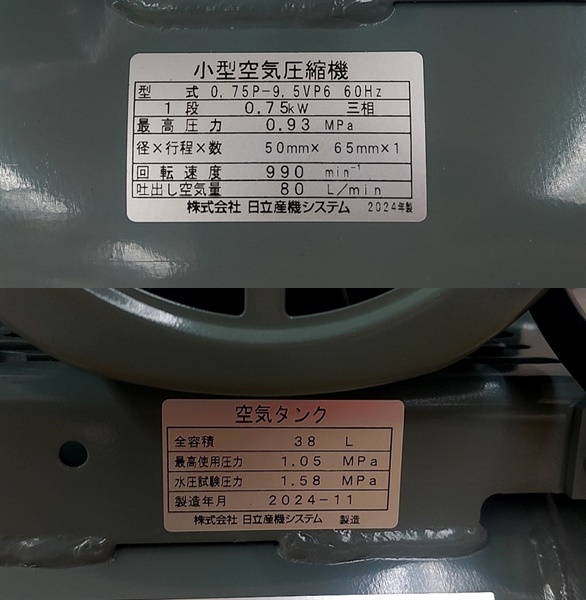 小型空気圧縮機
型 式 0.75P-9.5VP6 60Hz
1 段 0.75kW 三相
最高圧力 0.93 MPa
径×行程×数 50mm× 65mm×1
回転速度 990 min⁻¹
吐出し空気量 80 L/min
株式会社 日立産機システム 2024年製
空気タンク
全容積 38 L
最高使用圧力 1.05 MPa
水圧試験圧力 1.58 MPa
製造年月 2024-11
株式会社 日立産機システム 製造